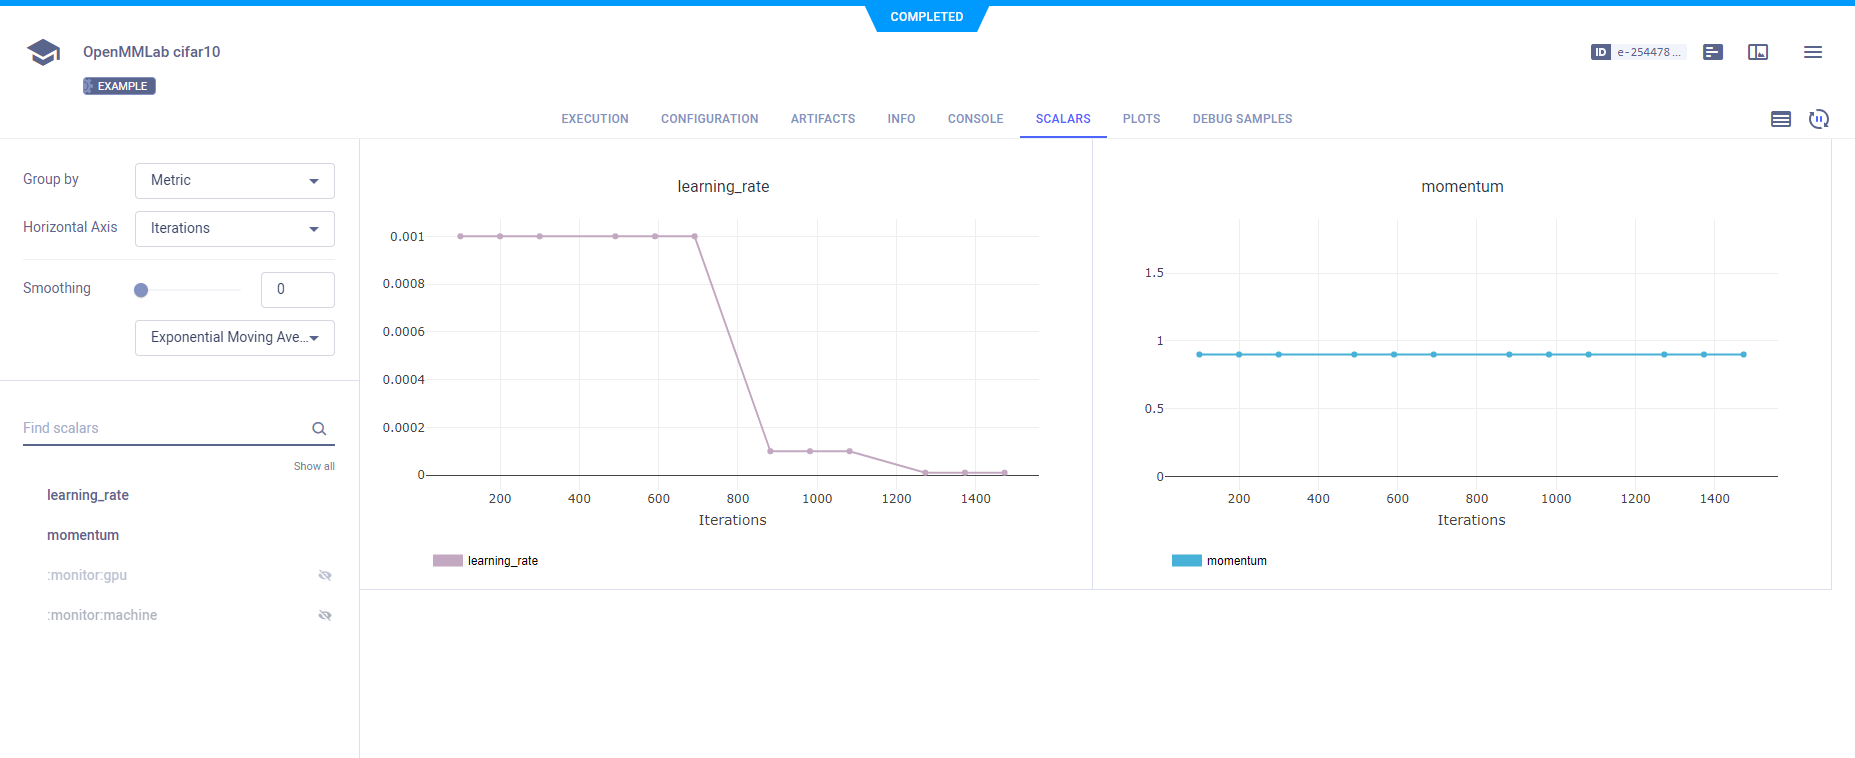 COMPLETED
OpenMMLab cifar10
EXAMPLE
ID e-254478...
EXECUTION CONFIGURATION ARTIFACTS INFO CONSOLE SCALARS PLOTS DEBUG SAMPLES
Group by Metric
Horizontal Axis Iterations
Smoothing 0
Exponential Moving Ave...
Find scalars
Show all
learning_rate
momentum
:monitor:gpu
:monitor:machine
learning_rate
0.001
0.0008
0.0006
0.0004
0.0002
0
200 400 600 800 1000 1200 1400
Iterations
learning_rate
momentum
1.5
1
0.5
0
200 400 600 800 1000 1200 1400
Iterations
momentum